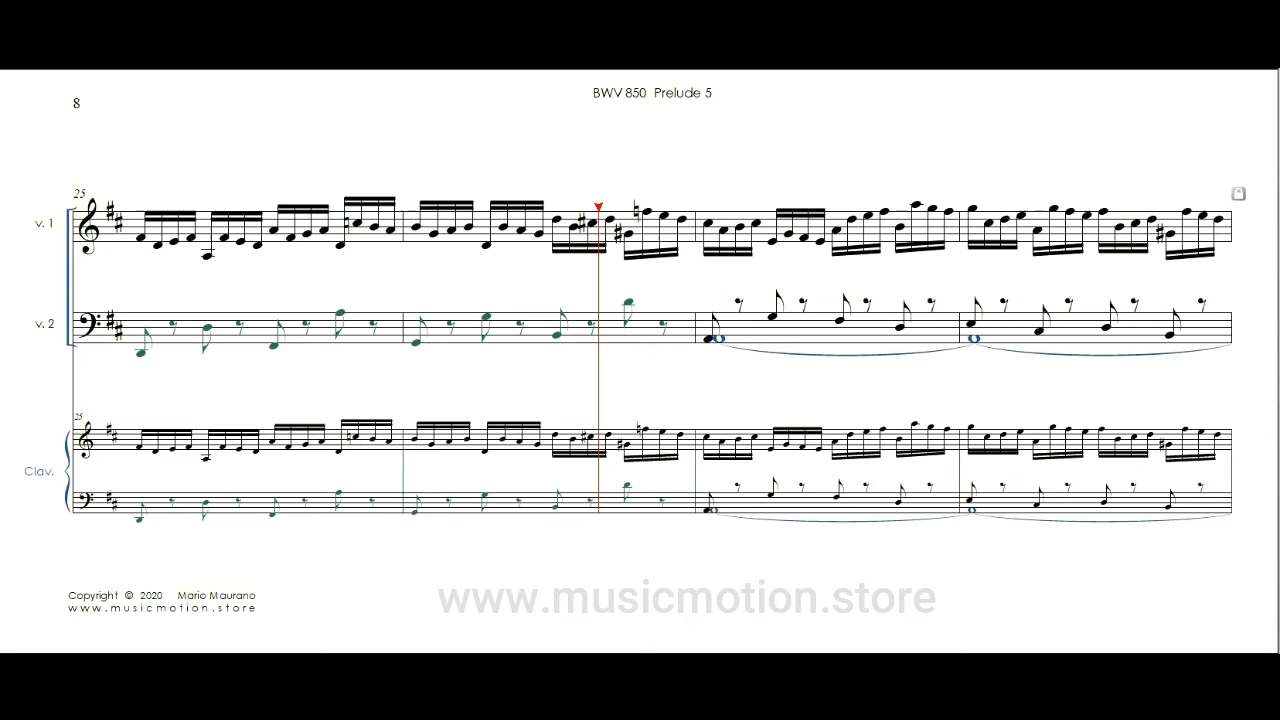 BWV 850 Prelude 5
8
25
v. 1
v. 2
25
Clav.
Copyright © 2020 Mario Maurano
www.musicmotion.store
www.musicmotion.store